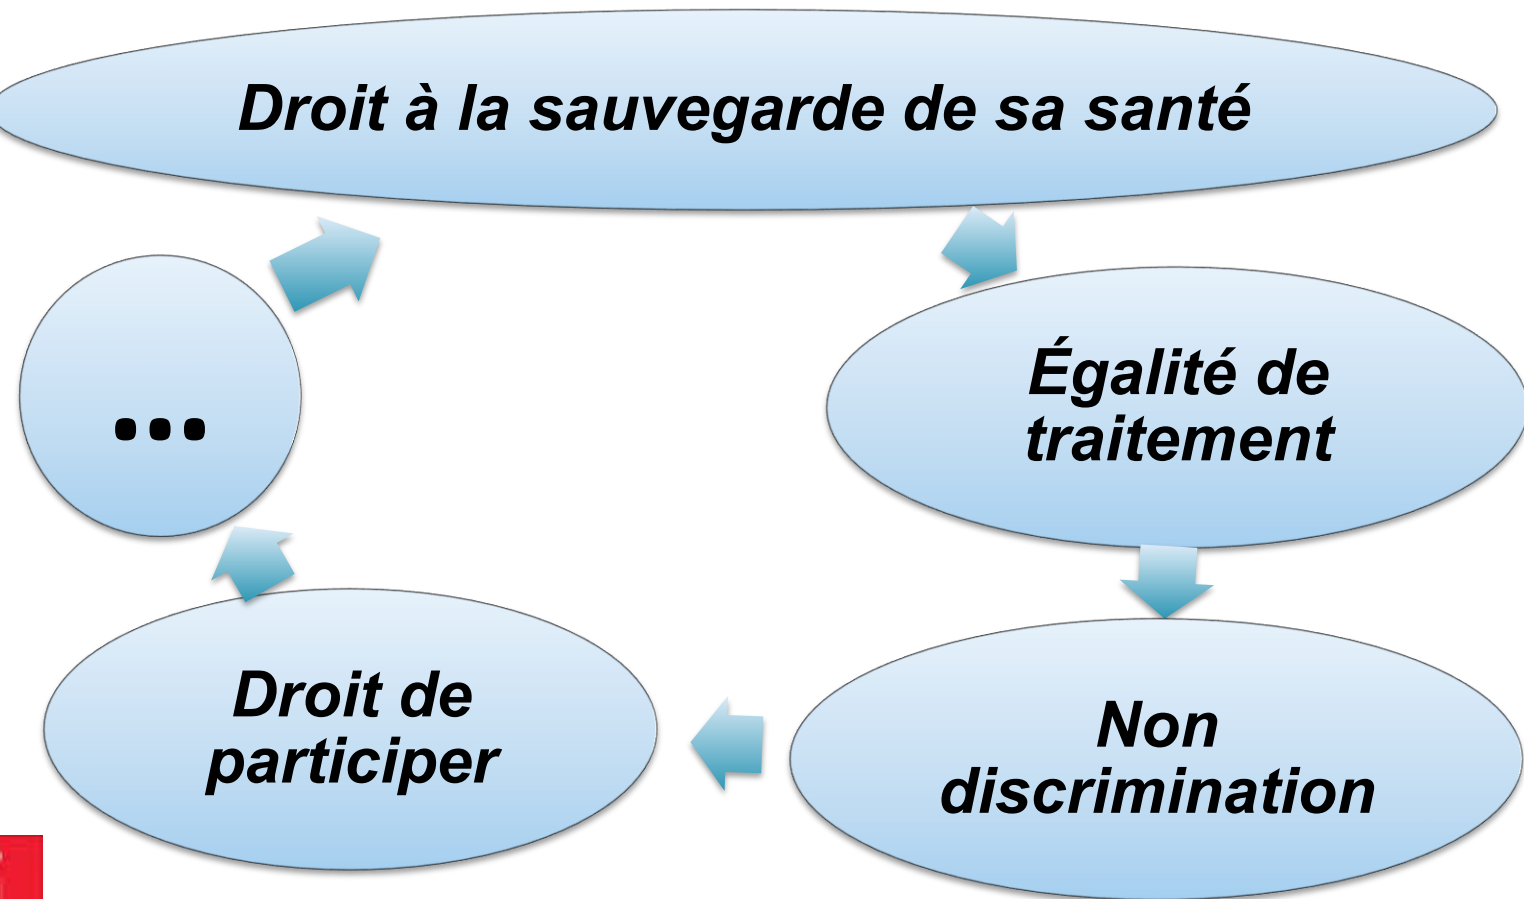 Droit à la sauvegarde de sa santé
Égalité de
traitement
Non
discrimination
Droit de
participer
...